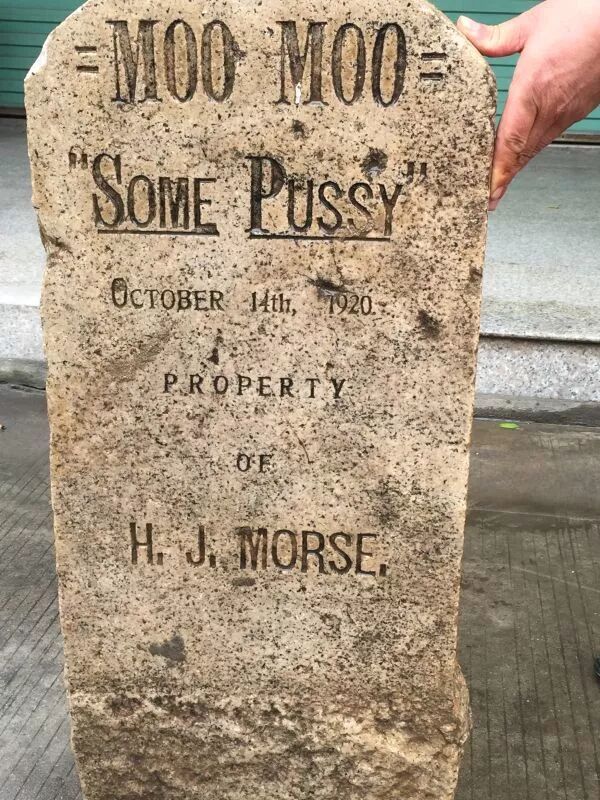 =MOO MOO=
"SOME PUSSY"
OCTOBER 14th, 1920.
PROPERTY
OF
H. J. MORSE.